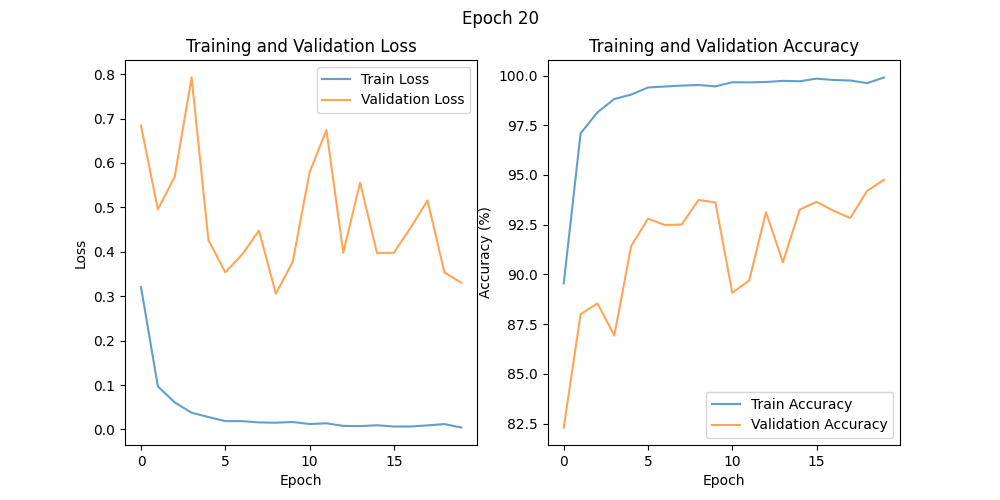 Epoch 20
Training and Validation Loss
Train Loss
Validation Loss
0.8
0.7
0.6
0.5
0.4
0.3
0.2
0.1
0.0
Loss
0
5
10
15
Epoch
Training and Validation Accuracy
100.0
97.5
95.0
92.5
90.0
87.5
85.0
82.5
Accuracy (%)
Train Accuracy
Validation Accuracy
0
5
10
15
Epoch